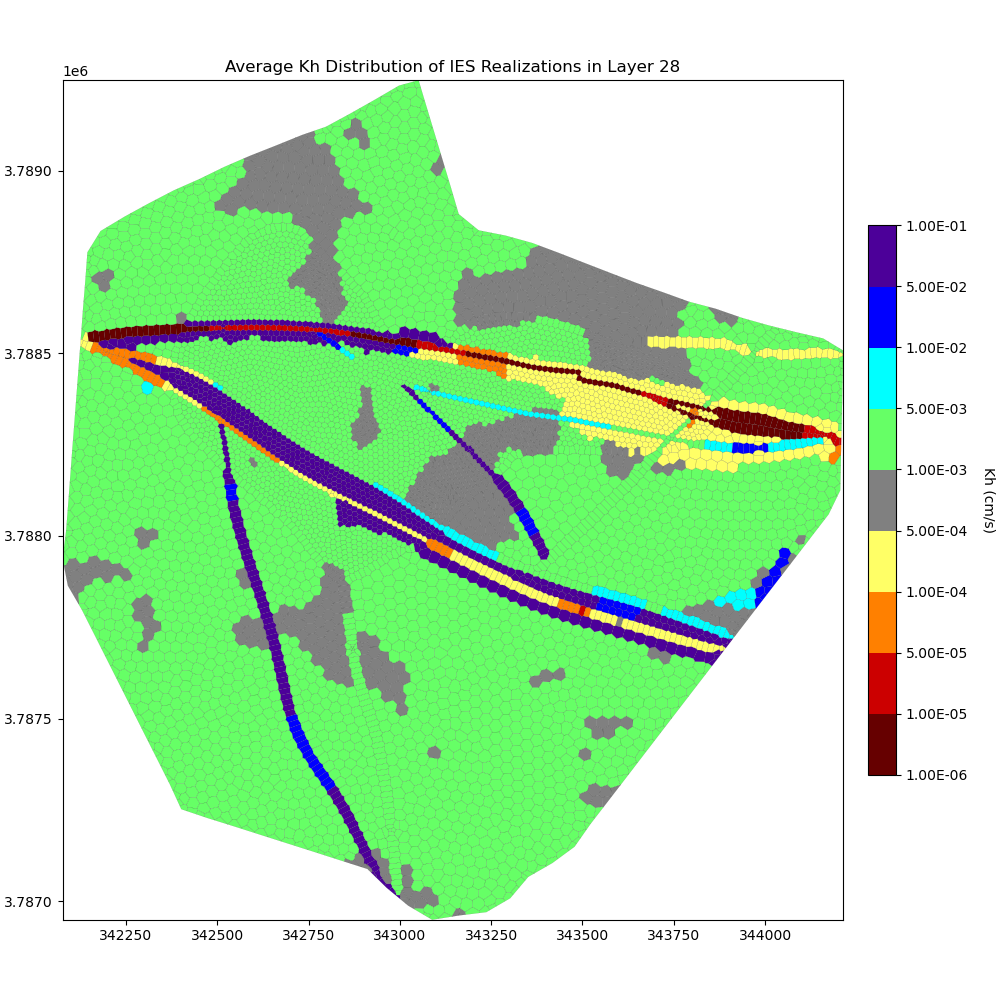 Average Kh Distribution of IES Realizations in Layer 28
1e6
3.7890
3.7885
3.7880
3.7875
3.7870
342250 342500 342750 343000 343250 343500 343750 344000
1.00E-01
5.00E-02
1.00E-02
5.00E-03
1.00E-03
5.00E-04
1.00E-04
5.00E-05
1.00E-05
1.00E-06
Kh (cm/s)